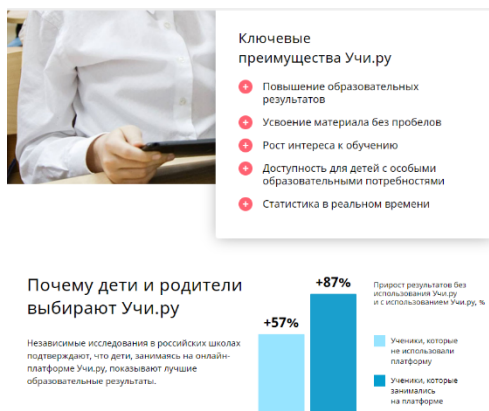 Ключевые
преимущества Учи.ру
Повышение образовательных
результатов
Усвоение материала без пробелов
Рост интереса к обучению
Доступность для детей с особыми
образовательными потребностями
Статистика в реальном времени
Почему дети и родители
выбирают Учи.ру
Независимые исследования в российских школах
подтверждают, что дети, занимаясь на онлайн-
платформе Учи.ру, показывают лучшие
образовательные результаты.
+57%
+87%
Прирост результатов без
использования Учи.ру
и с использованием Учи.ру, %
Ученики, которые
не использовали
платформу
Ученики, которые
занимались
на платформе